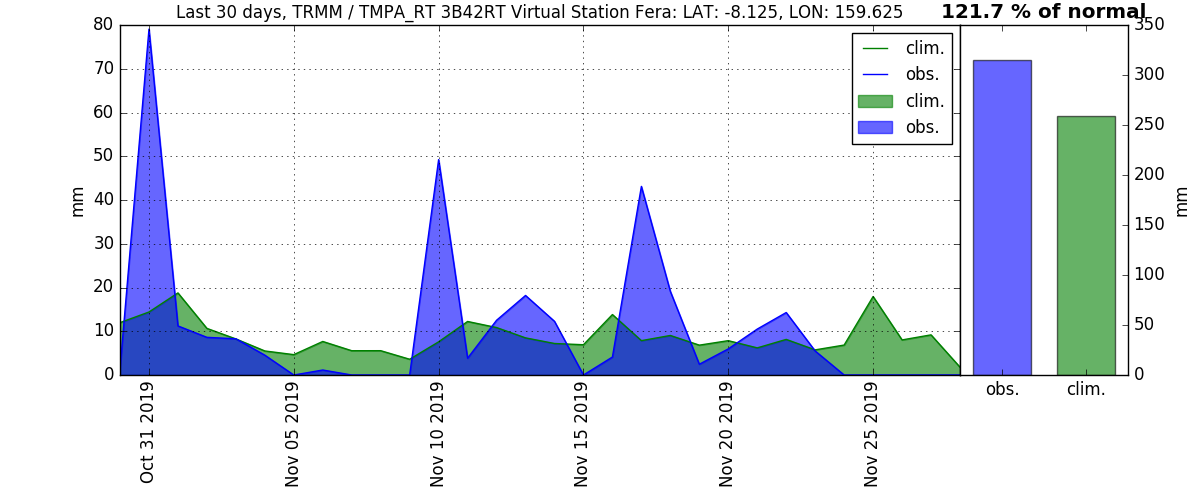 Last 30 days, TRMM / TMPA_RT 3B42RT Virtual Station Fera: LAT: -8.125, LON: 159.625
121.7 % of normal
80
70
60
50
40
30
20
10
0
mm
clim.
obs.
clim.
obs.
Oct 31 2019
Nov 05 2019
Nov 10 2019
Nov 15 2019
Nov 20 2019
Nov 25 2019
350
300
250
200
150
100
50
0
mm
obs.
clim.